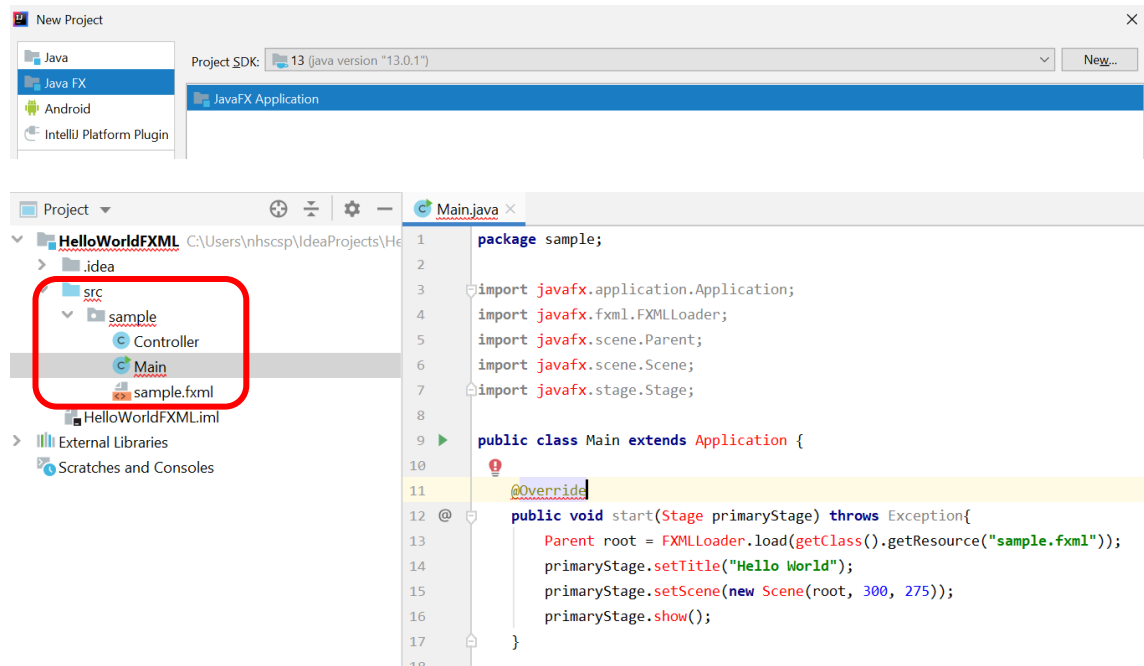 New Project
Java
Project SDK: 13 (java version "13.0.1") New...
Java FX
JavaFX Application
Android
IntelliJ Platform Plugin
Project
Main.java
HelloWorldFXML C:\Users\nhscsp\IdeaProjects\He
.idea
src
sample
Controller
Main
sample.fxml
HelloWorldFXML.iml
External Libraries
Scratches and Consoles
1 package sample;
2
3 import javafx.application.Application;
4 import javafx.fxml.FXMLLoader;
5 import javafx.scene.Parent;
6 import javafx.scene.Scene;
7 import javafx.stage.Stage;
8
9 public class Main extends Application {
10
11 @Override
12 @ public void start(Stage primaryStage) throws Exception{
13 Parent root = FXMLLoader.load(getClass().getResource("sample.fxml"));
14 primaryStage.setTitle("Hello World");
15 primaryStage.setScene(new Scene(root, 300, 275));
16 primaryStage.show();
17 }
18